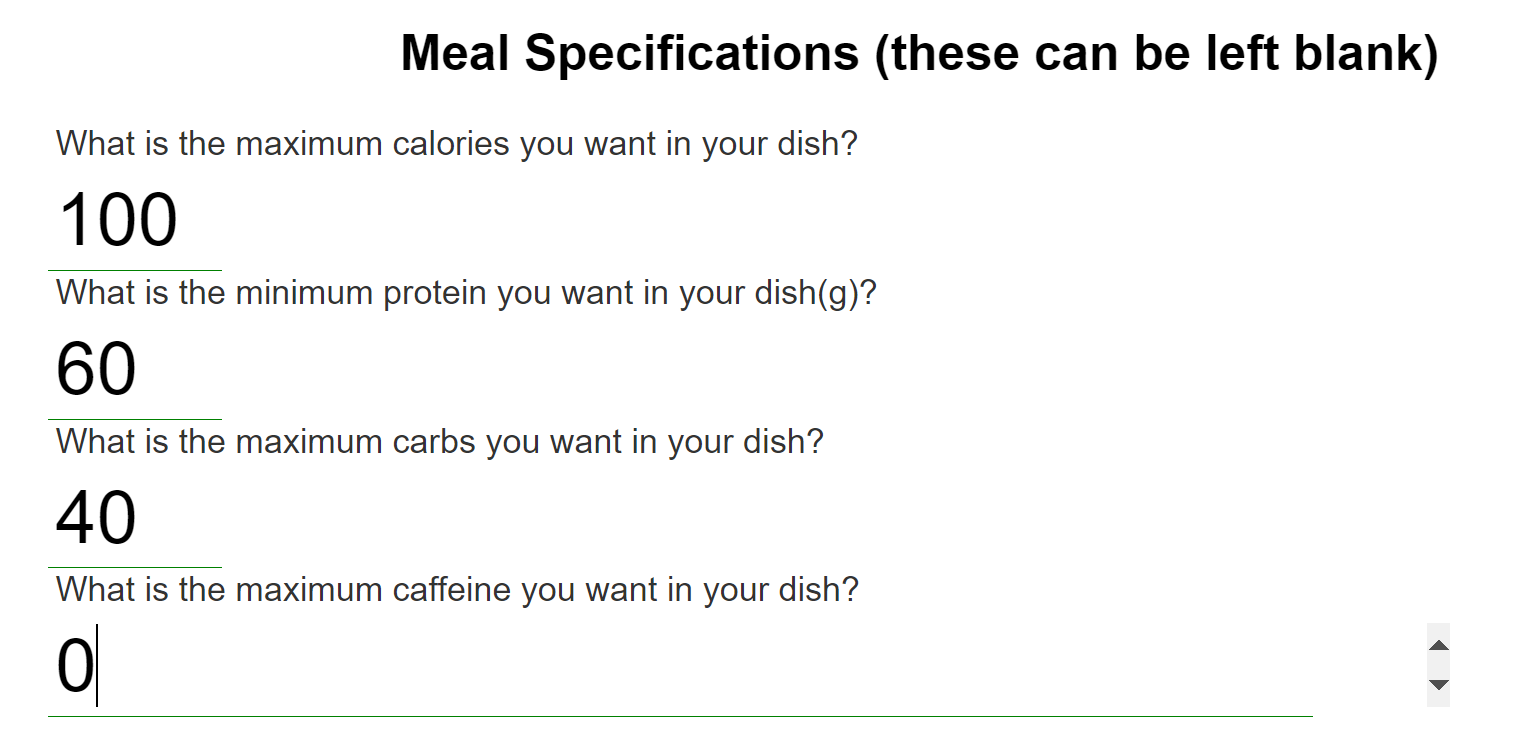 Meal Specifications (these can be left blank)
What is the maximum calories you want in your dish?
100
What is the minimum protein you want in your dish(g)?
60
What is the maximum carbs you want in your dish?
40
What is the maximum caffeine you want in your dish?
0